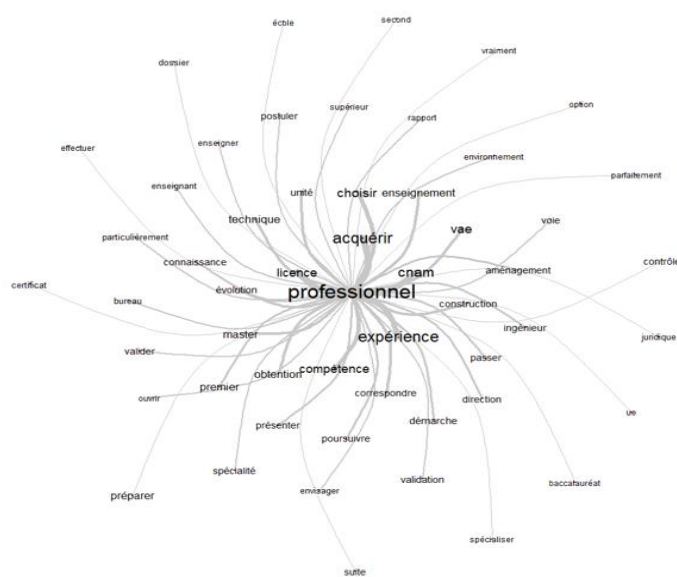 école
second
vraiment
dossier
supérieur
option
postuler
rapport
enseigner
effectuer
environnement
enseignant
parfaitement
unité
choisir
enseignement
technique
voie
vae
particulièrement
acquérir
connaissance
contrôle
licence
cnam
aménagement
certificat
évolution
professionnel
bureau
construction
ingénieur
master
expérience
juridique
valider
passer
obtention
compétence
premier
correspondre
ouvrir
direction
ue
démarche
présenter
poursuivre
spécialité
validation
baccalauréat
préparer
envisager
spécialiser
suite